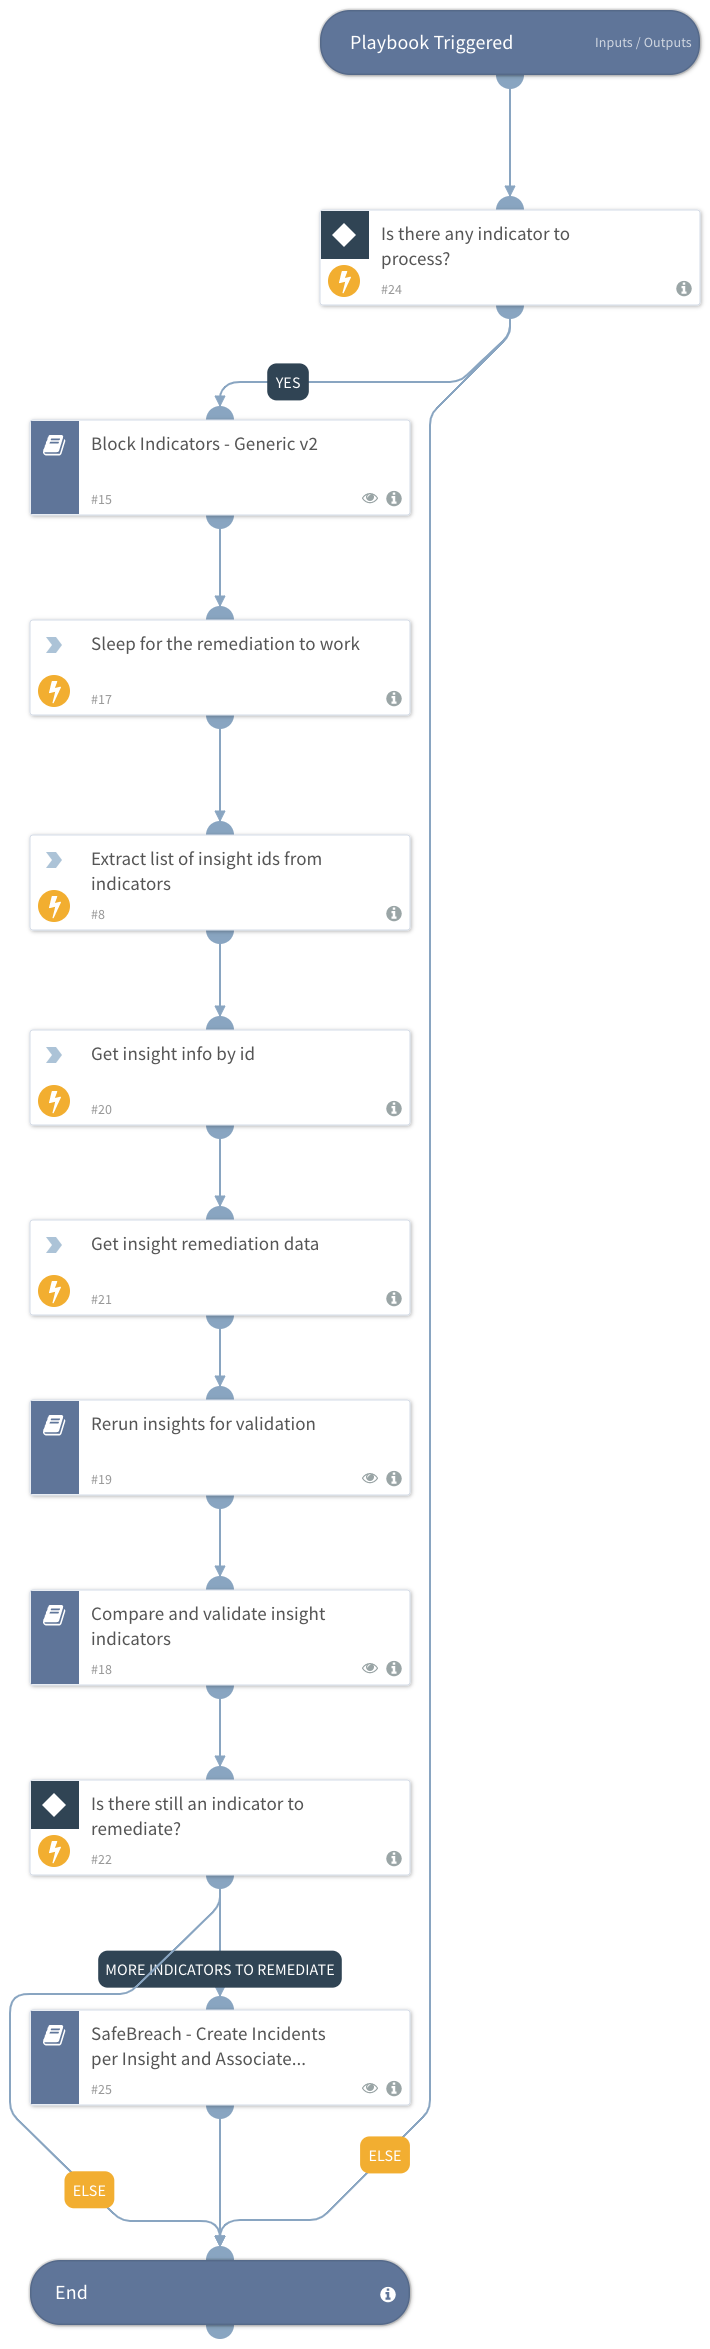 Playbook Triggered
Inputs / Outputs
Is there any indicator to
process?
#24
YES
Block Indicators - Generic v2
#15
Sleep for the remediation to work
#17
Extract list of insight ids from
indicators
#8
Get insight info by id
#20
Get insight remediation data
#21
Rerun insights for validation
#19
Compare and validate insight
indicators
#18
Is there still an indicator to
remediate?
#22
MORE INDICATORS TO REMEDIATE
SafeBreach - Create Incidents
per Insight and Associate...
#25
ELSE
ELSE
End